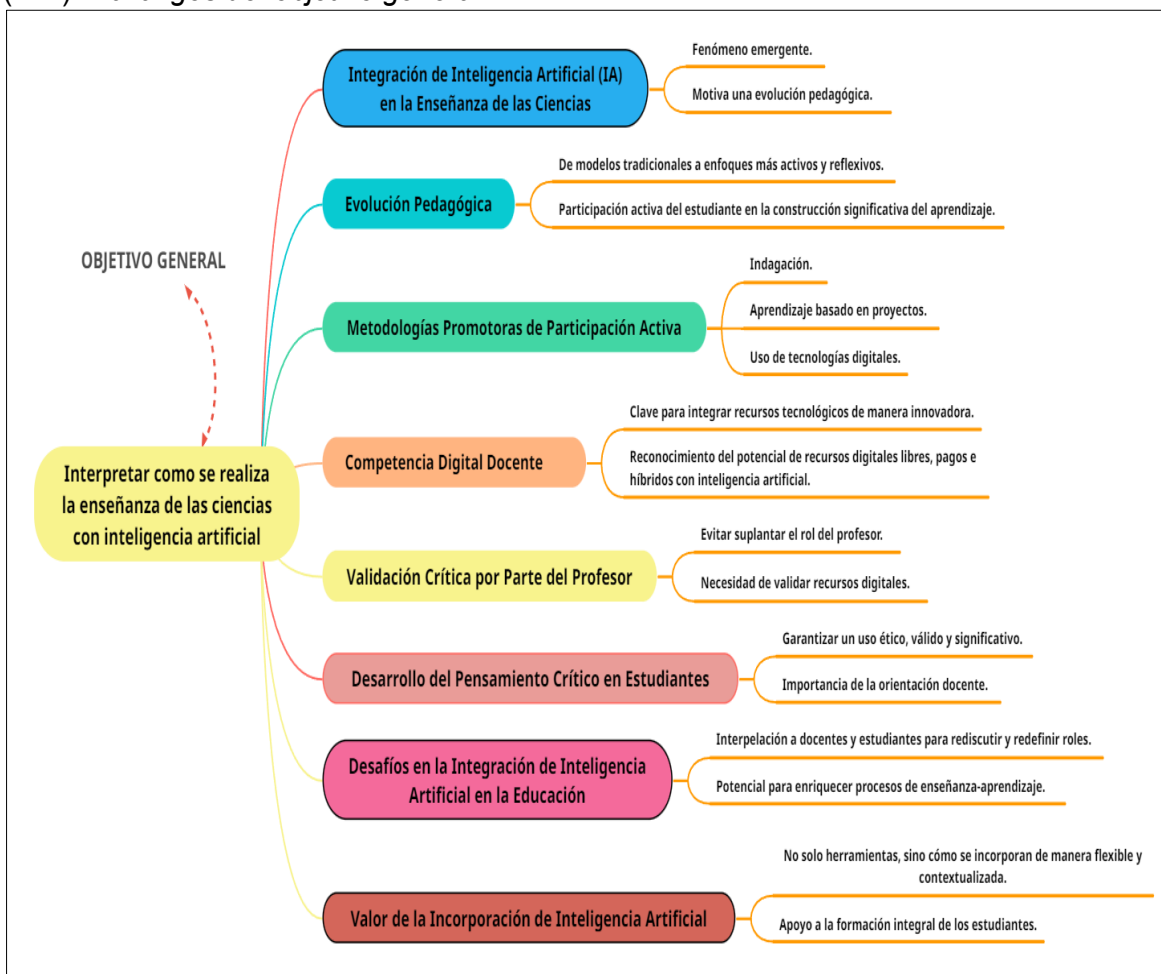 Integración de Inteligencia Artificial (IA)
en la Enseñanza de las Ciencias
Fenómeno emergente.
Motiva una evolución pedagógica.
Evolución Pedagógica
De modelos tradicionales a enfoques más activos y reflexivos.
Participación activa del estudiante en la construcción significativa del aprendizaje.
OBJETIVO GENERAL
Metodologías Promotoras de Participación Activa
Indagación.
Aprendizaje basado en proyectos.
Uso de tecnologías digitales.
Interpretar como se realiza
la enseñanza de las ciencias
con inteligencia artificial
Competencia Digital Docente
Clave para integrar recursos tecnológicos de manera innovadora.
Reconocimiento del potencial de recursos digitales libres, pagos e
híbridos con inteligencia artificial.
Validación Crítica por Parte del Profesor
Evitar suplantar el rol del profesor.
Necesidad de validar recursos digitales.
Desarrollo del Pensamiento Crítico en Estudiantes
Garantizar un uso ético, válido y significativo.
Importancia de la orientación docente.
Desafíos en la Integración de Inteligencia
Artificial en la Educación
Interpelación a docentes y estudiantes para rediscutir y redefinir roles.
Potencial para enriquecer procesos de enseñanza-aprendizaje.
Valor de la Incorporación de Inteligencia Artificial
No solo herramientas, sino cómo se incorporan de manera flexible y
contextualizada.
Apoyo a la formación integral de los estudiantes.